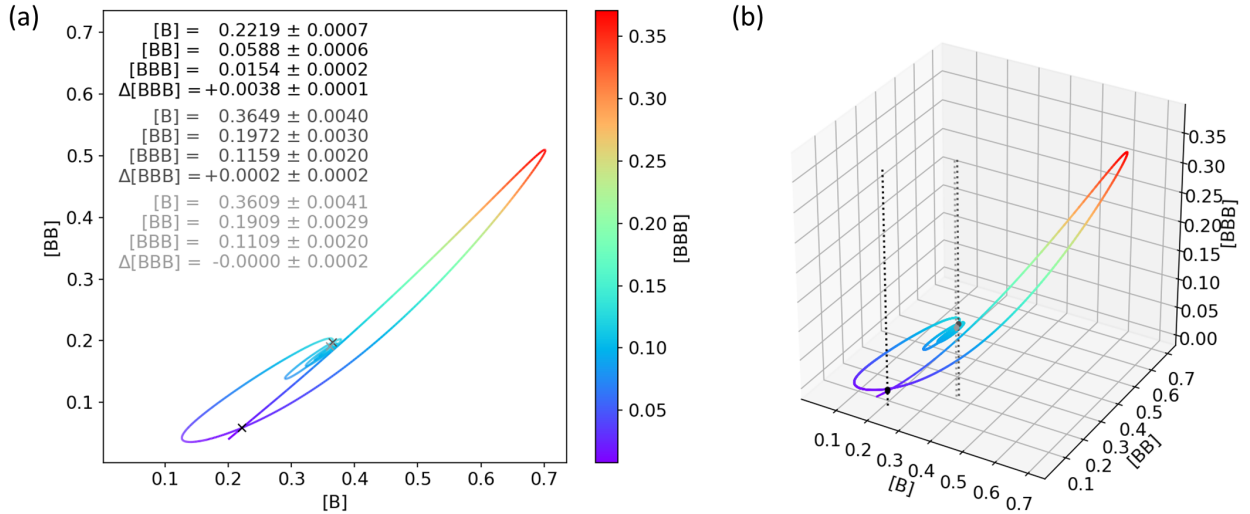 (a)
[B] = 0.2219 ± 0.0007
[BB] = 0.0588 ± 0.0006
[BBB] = 0.0154 ± 0.0002
Δ[BBB] = +0.0038 ± 0.0001
[B] = 0.3649 ± 0.0040
[BB] = 0.1972 ± 0.0030
[BBB] = 0.1159 ± 0.0020
Δ[BBB] = +0.0002 ± 0.0002
[B] = 0.3609 ± 0.0041
[BB] = 0.1909 ± 0.0029
[BBB] = 0.1109 ± 0.0020
Δ[BBB] = -0.0000 ± 0.0002
0.7
0.6
0.5
0.4
0.3
0.2
0.1
[BB]
0.1 0.2 0.3 0.4 0.5 0.6 0.7
[B]
0.35
0.30
0.25
0.20
0.15
0.10
0.05
[BBB]
(b)
0.35
0.30
0.25
0.20
0.15
0.10
0.05
0.00
[BBB]
0.7
0.6
0.5
0.4
0.3
0.2
0.1
[BB]
0.1 0.2 0.3 0.4 0.5 0.6 0.7
[B]